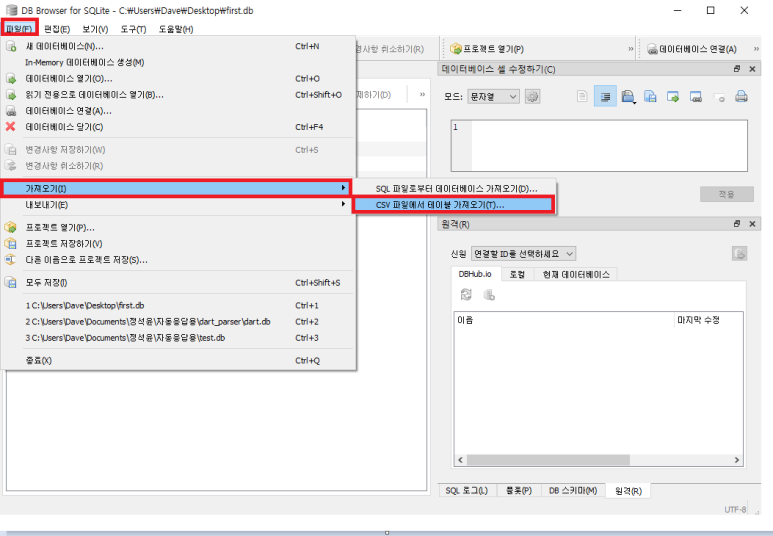 DB Browser for SQLite - C:₩Users₩Dave₩Desktop₩first.db
파일(F) 편집(E) 보기(V) 도구(T) 도움말(H)
새 데이터베이스(N)... Ctrl+N
In-Memory 데이터베이스 생성(M)
데이터베이스 열기(O)... Ctrl+O
읽기 전용으로 데이터베이스 열기(B)... Ctrl+Shift+O
데이터베이스 연결(A)...
데이터베이스 닫기(C) Ctrl+F4
변경사항 저장하기(W) Ctrl+S
변경사항 취소하기(R)
가져오기(I)
내보내기(E)
프로젝트 열기(P)...
프로젝트 저장하기(V)
다른 이름으로 프로젝트 저장(S)...
모두 저장(l) Ctrl+Shift+S
1 C:\Users\Dave\Desktop\first.db Ctrl+1
2 C:\Users\Dave\Documents\정석윤\자동응답용\dart_parser\dart.db Ctrl+2
3 C:\Users\Dave\Documents\정석윤\자동응답용\test.db Ctrl+3
종료(X) Ctrl+Q
SQL 파일로부터 데이터베이스 가져오기(D)...
CSV 파일에서 테이블 가져오기(T)...
경사항 취소하기(R) 프로젝트 열기(P) » 데이터베이스 연결(A) »
제하기(D) »
데이터베이스 셀 수정하기(C)
모드: 문자열
1
적용
원격(R)
신원 연결할 ID를 선택하세요
DBHub.io 로컬 현재 데이터베이스
이름 마지막 수정
SQL 로그(L) 플롯(P) DB 스키마(M) 원격(R)
UTF-8